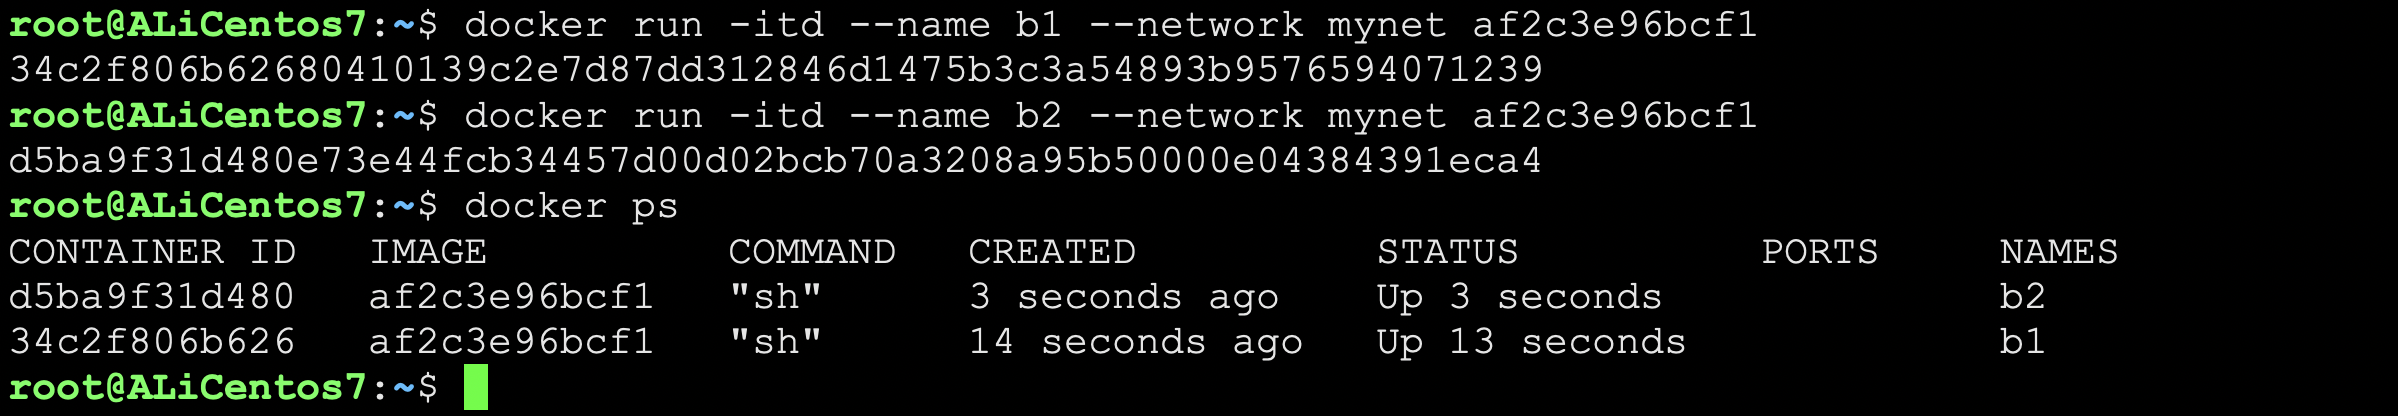 root@ALiCentos7:~$ docker run -itd --name b1 --network mynet af2c3e96bcf1
34c2f806b62680410139c2e7d87dd312846d1475b3c3a54893b9576594071239
root@ALiCentos7:~$ docker run -itd --name b2 --network mynet af2c3e96bcf1
d5ba9f31d480e73e44fcb34457d00d02bcb70a3208a95b50000e04384391eca4
root@ALiCentos7:~$ docker ps
CONTAINER ID   IMAGE          COMMAND   CREATED          STATUS          PORTS     NAMES
d5ba9f31d480   af2c3e96bcf1   "sh"      3 seconds ago    Up 3 seconds              b2
34c2f806b626   af2c3e96bcf1   "sh"      14 seconds ago   Up 13 seconds             b1
root@ALiCentos7:~$